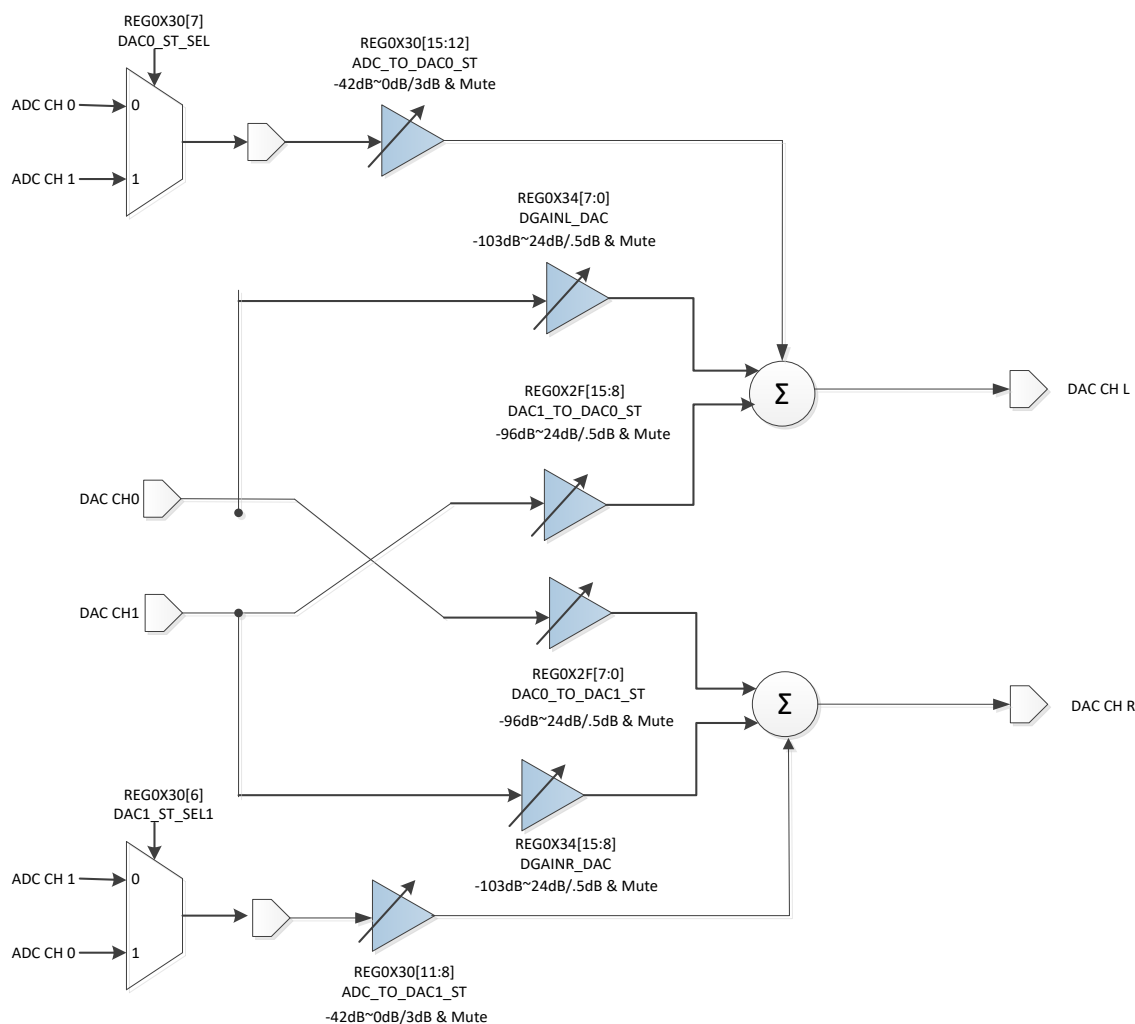 REG0X30[7]
DAC0_ST_SEL
REG0X30[15:12]
ADC_TO_DAC0_ST
-42dB~0dB/3dB & Mute
ADC CH 0
0
ADC CH 1
1
REG0X34[7:0]
DGAINL_DAC
-103dB~24dB/.5dB & Mute
REG0X2F[15:8]
DAC1_TO_DAC0_ST
-96dB~24dB/.5dB & Mute
Σ
DAC CH L
DAC CH0
DAC CH1
REG0X2F[7:0]
DAC0_TO_DAC1_ST
-96dB~24dB/.5dB & Mute
Σ
DAC CH R
REG0X30[6]
DAC1_ST_SEL1
REG0X34[15:8]
DGAINR_DAC
-103dB~24dB/.5dB & Mute
ADC CH 1
0
ADC CH 0
1
REG0X30[11:8]
ADC_TO_DAC1_ST
-42dB~0dB/3dB & Mute